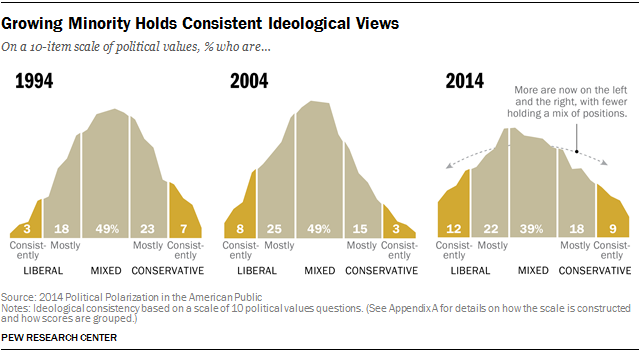 Growing Minority Holds Consistent Ideological Views
On a 10-item scale of political values, % who are...
1994
2004
2014
More are now on the left
and the right, with fewer
holding a mix of positions.
3 18 49% 23 7
8 25 49% 15 3
12 22 39% 18 9
Consist-
ently
Mostly
Mostly
Consist-
ently
LIBERAL MIXED CONSERVATIVE
Consist-
ently
Mostly
Mostly
Consist-
ently
LIBERAL MIXED CONSERVATIVE
Consist-
ently
Mostly
Mostly
Consist-
ently
LIBERAL MIXED CONSERVATIVE
Source: 2014 Political Polarization in the American Public
Notes: Ideological consistency based on a scale of 10 political values questions. (See Appendix A for details on how the scale is constructed
and how scores are grouped.)
PEW RESEARCH CENTER